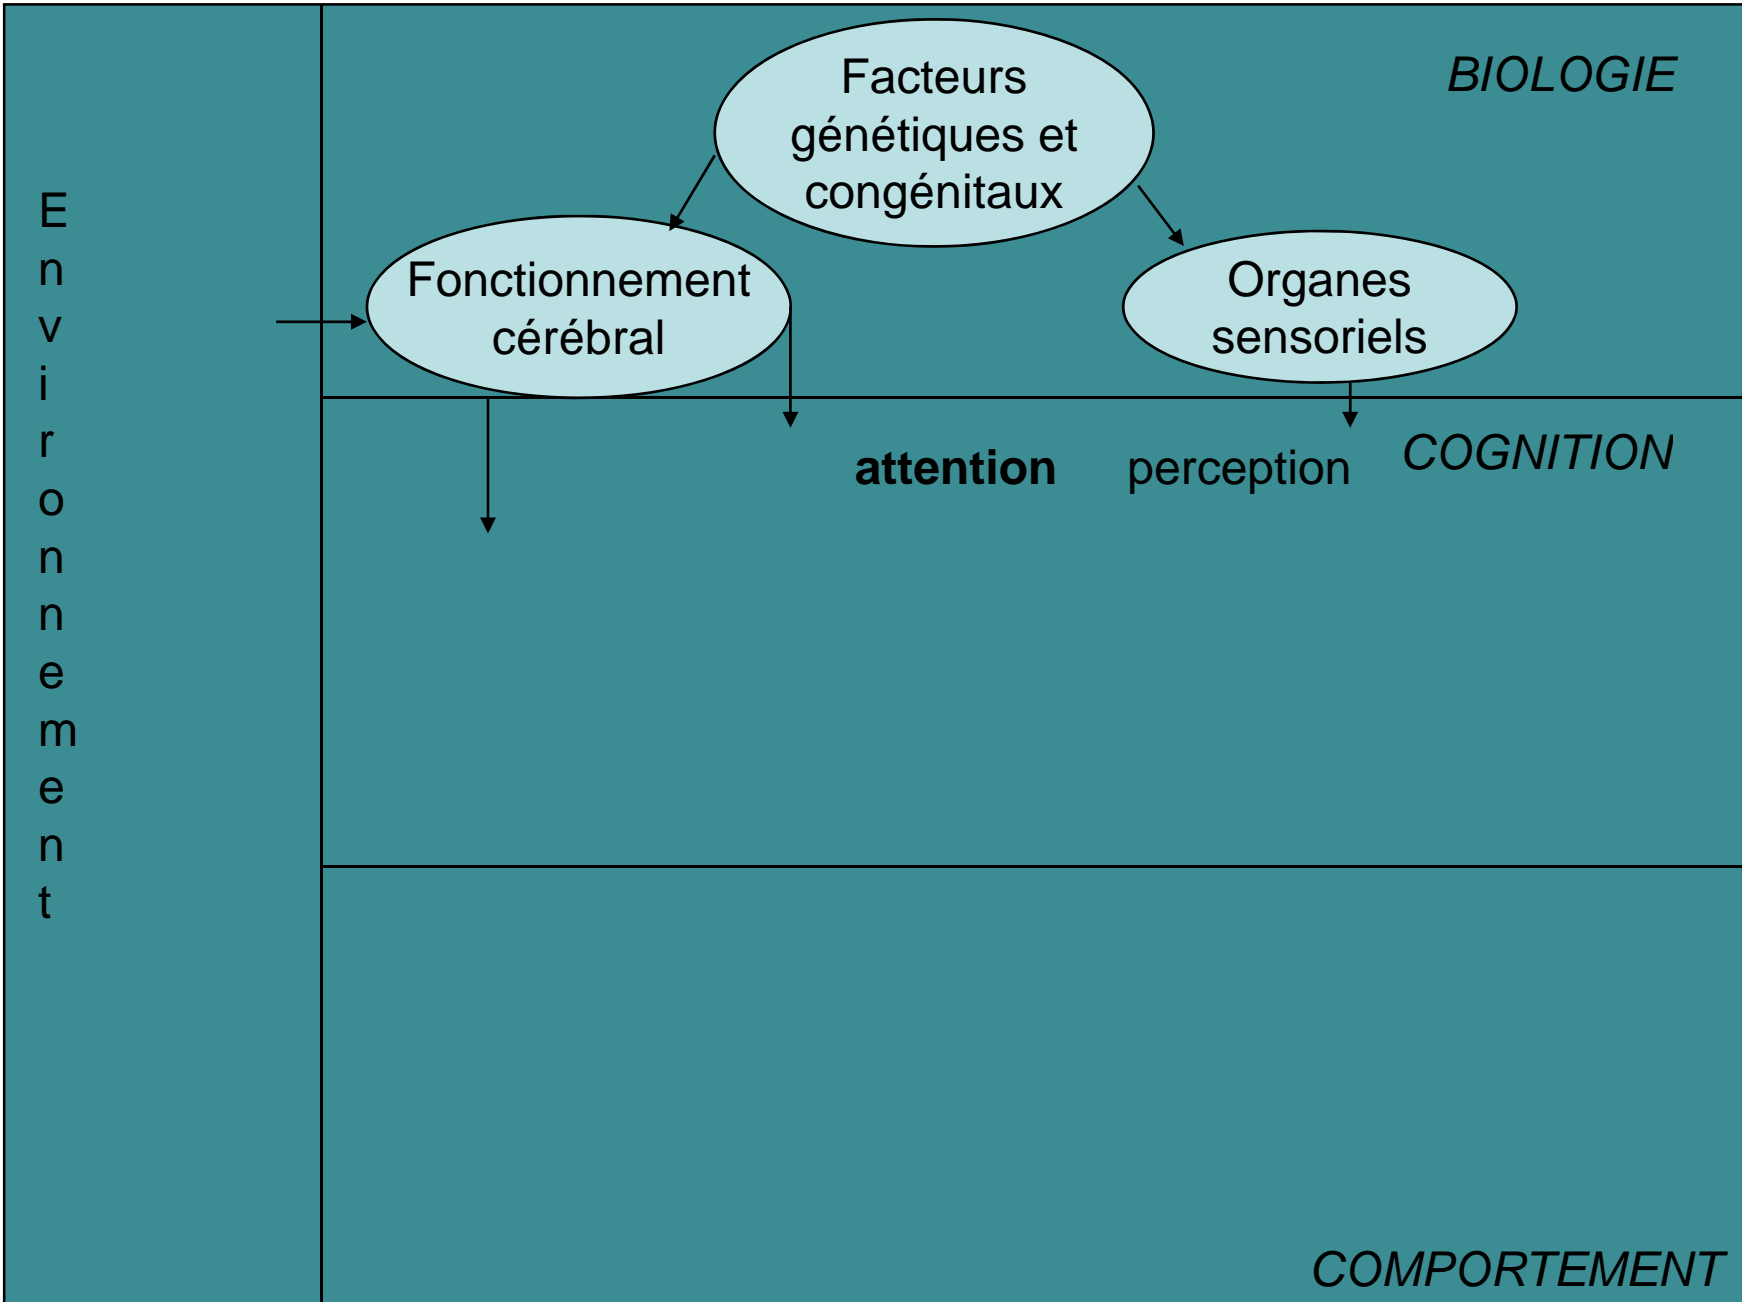 E
n
v
i
r
o
n
n
e
m
e
n
t
BIOLOGIE
Facteurs
génétiques et
congénitaux
Fonctionnement
cérébral
Organes
sensoriels
COGNITION
attention perception
COMPORTEMENT